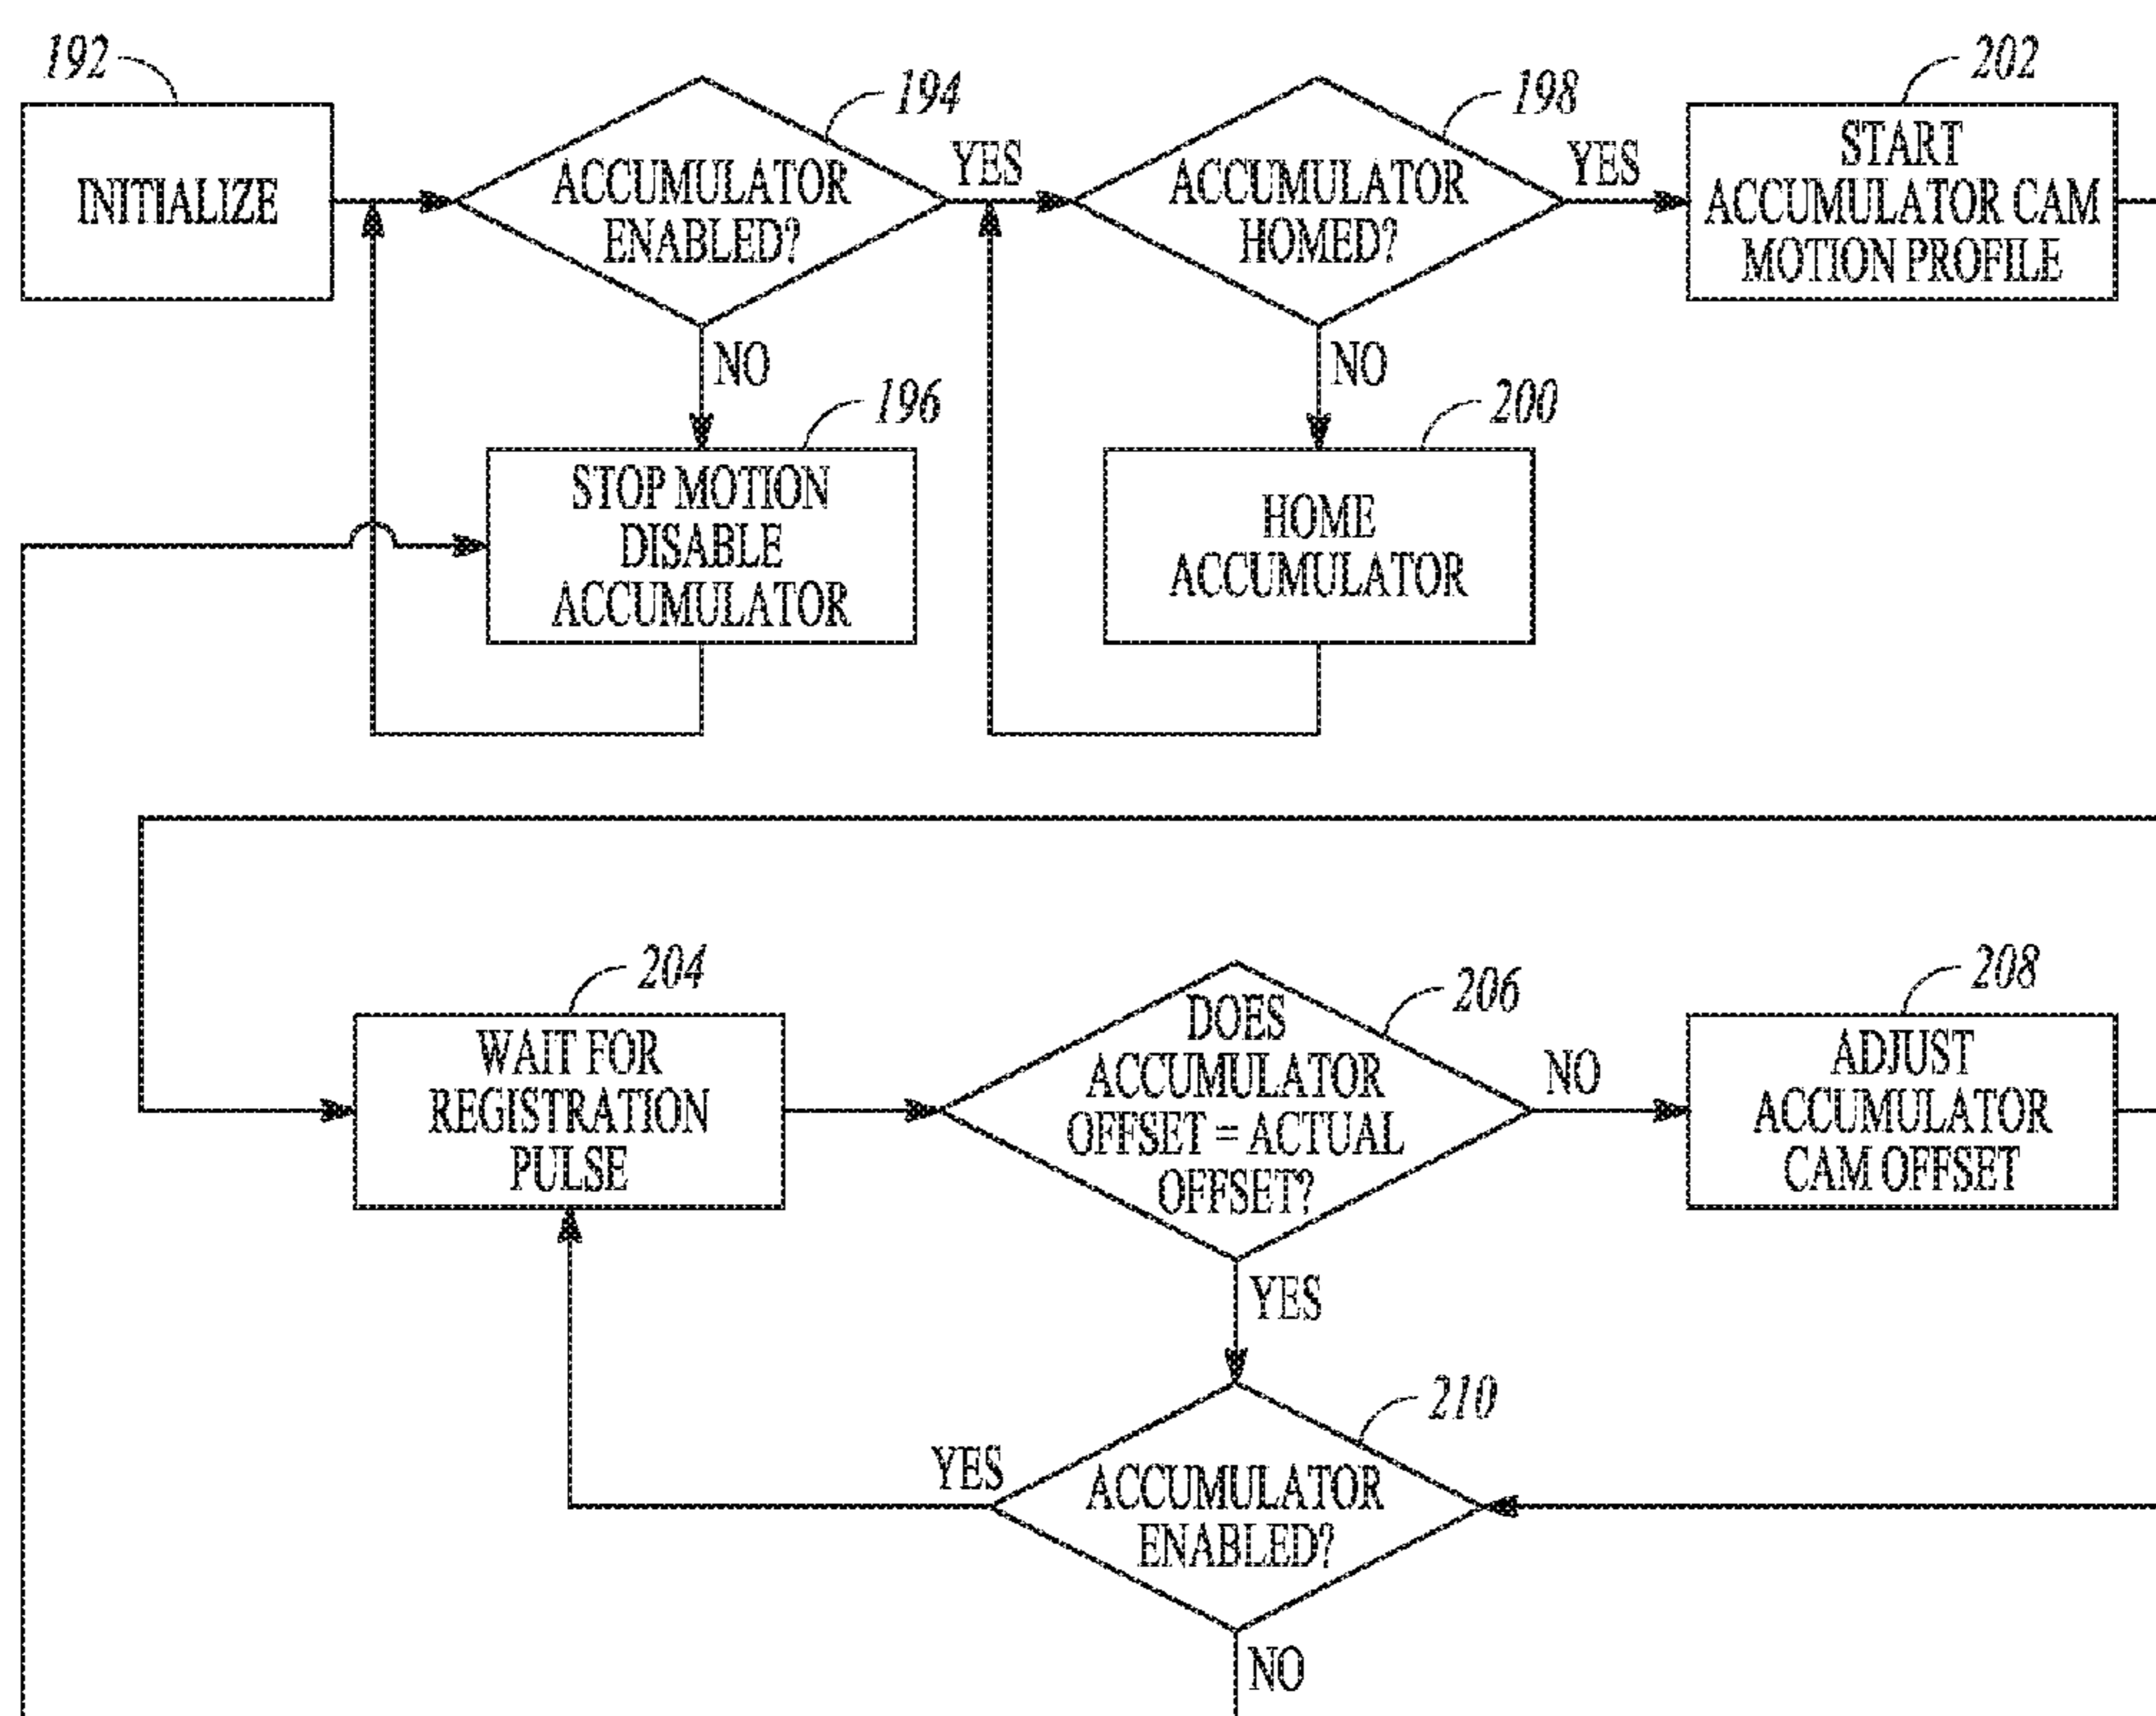 192
INITIALIZE
194
ACCUMULATOR
ENABLED?
YES
NO
196
STOP MOTION
DISABLE
ACCUMULATOR
198
ACCUMULATOR
HOMED?
YES
NO
200
HOME
ACCUMULATOR
202
START
ACCUMULATOR CAM
MOTION PROFILE
204
WAIT FOR
REGISTRATION
PULSE
206
DOES
ACCUMULATOR
OFFSET = ACTUAL
OFFSET?
NO
YES
208
ADJUST
ACCUMULATOR
CAM OFFSET
210
ACCUMULATOR
ENABLED?
YES
NO